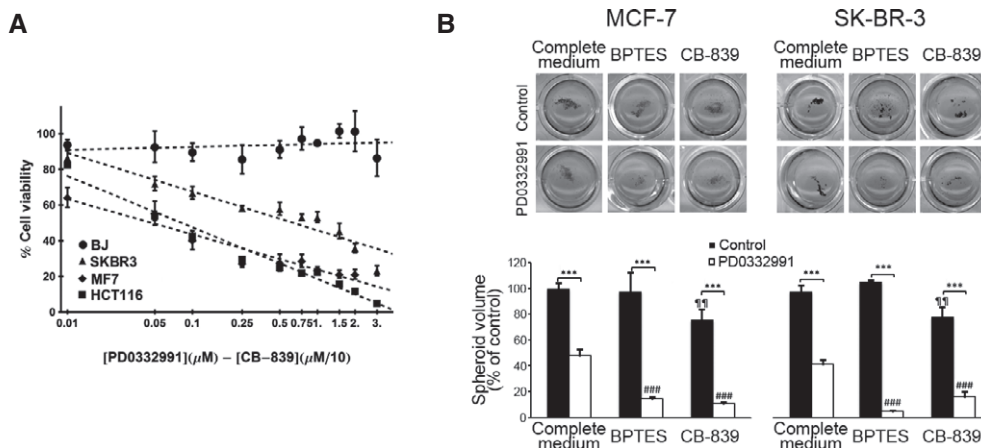 A
% Cell viability
100
80
60
40
20
0
BJ
SKBR3
MF7
HCT116
0.01 0.05 0.1 0.25 0.5 0.75 1. 1.5 2. 3.
[PD0332991](μM) – [CB–839](μM/10)
B
MCF-7 SK-BR-3
Complete medium BPTES CB-839 Complete medium BPTES CB-839
Control
PD0332991
Control
PD0332991
Spheroid volume
(% of control)
120
100
80
60
40
20
0
*** *** *** *** *** ***
¶¶ ¶¶
### ### ### ###
Complete medium BPTES CB-839 Complete medium BPTES CB-839